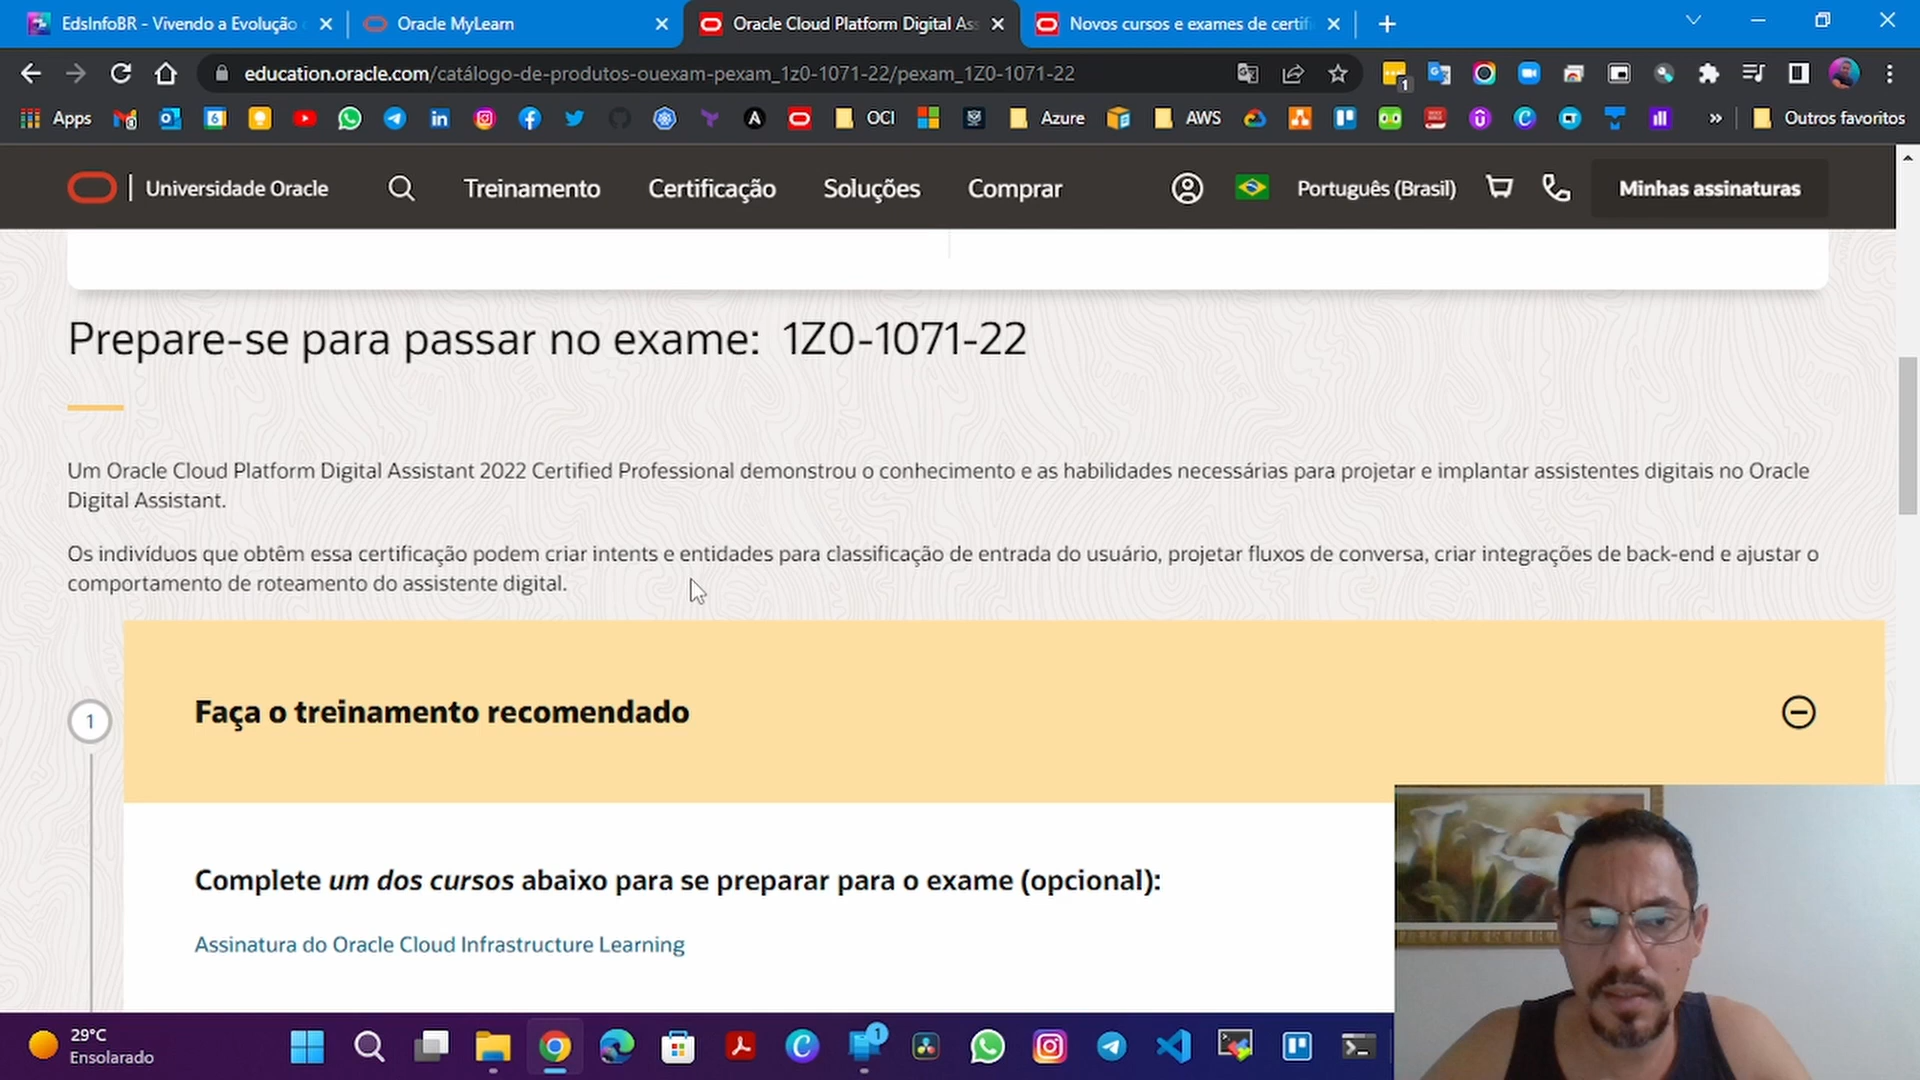 EdsInfoBR - Vivendo a Evolução
Oracle MyLearn
Oracle Cloud Platform Digital Ass
Novos cursos e exames de certifi
education.oracle.com/catálogo-de-produtos-ouexam-pexam_1z0-1071-22/pexam_1Z0-1071-22
1
Apps
6
OCI
Azure
AWS
»
Outros favoritos
Universidade Oracle
Treinamento
Certificação
Soluções
Comprar
Português (Brasil)
Minhas assinaturas
Prepare-se para passar no exame: 1Z0-1071-22
Um Oracle Cloud Platform Digital Assistant 2022 Certified Professional demonstrou o conhecimento e as habilidades necessárias para projetar e implantar assistentes digitais no Oracle
Digital Assistant.
Os indivíduos que obtêm essa certificação podem criar intents e entidades para classificação de entrada do usuário, projetar fluxos de conversa, criar integrações de back-end e ajustar o
comportamento de roteamento do assistente digital.
1
Faça o treinamento recomendado
Complete um dos cursos abaixo para se preparar para o exame (opcional):
Assinatura do Oracle Cloud Infrastructure Learning
29°C
Ensolarado
1